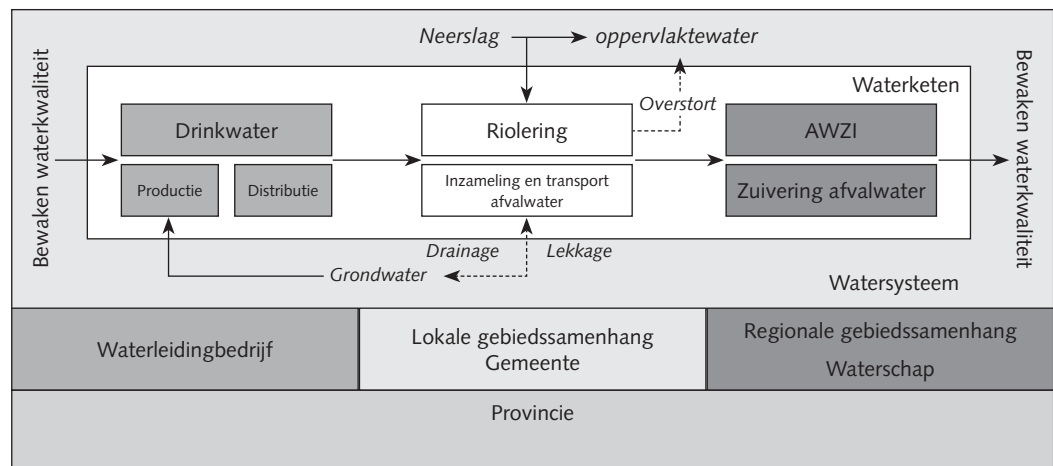 Neerslag
oppervlaktewater
Bewaken waterkwaliteit
Waterketen
Overstort
Drinkwater
Riolering
AWZI
Productie
Distributie
Inzameling en transport
afvalwater
Zuivering afvalwater
Bewaken waterkwaliteit
Drainage
Lekkage
Grondwater
Watersysteem
Waterleidingbedrijf
Lokale gebiedssamenhang
Gemeente
Regionale gebiedssamenhang
Waterschap
Provincie